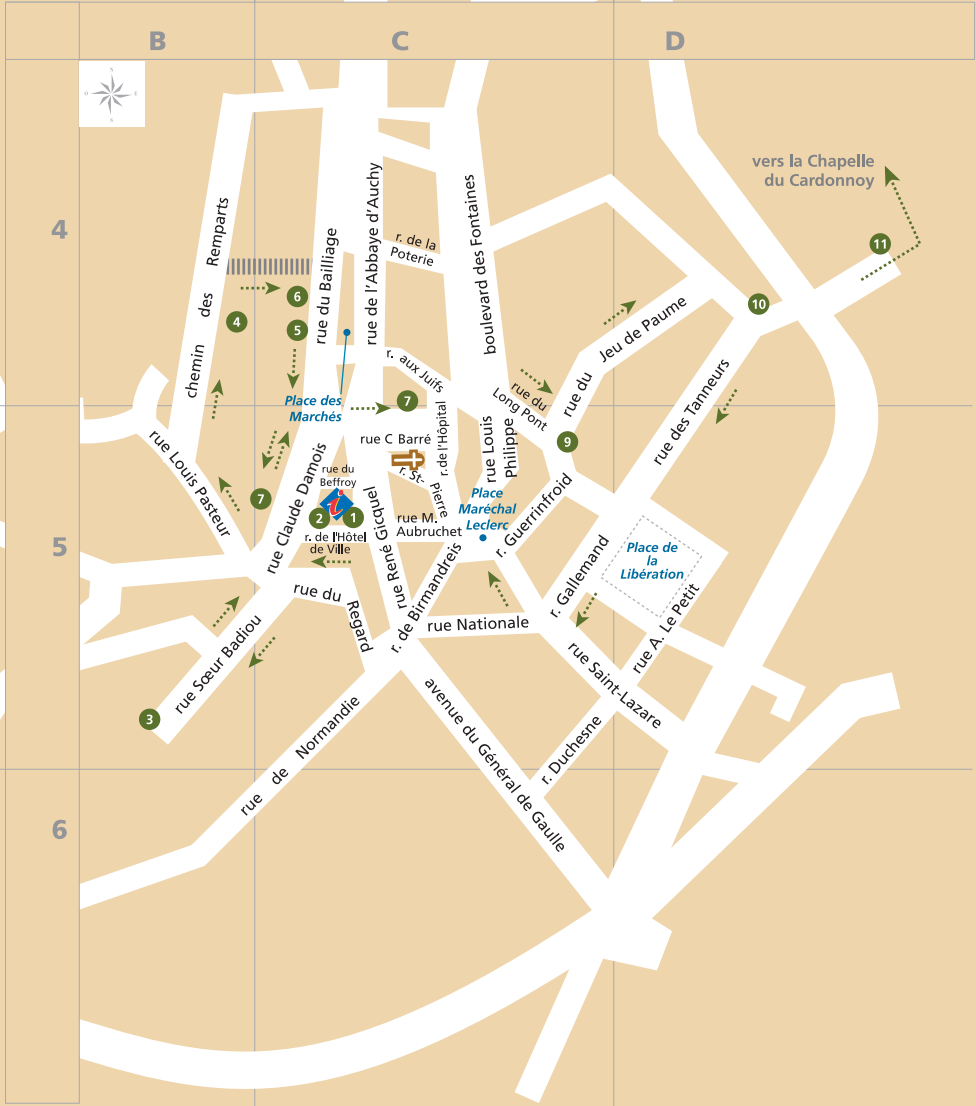 B
C
D
N
O
E
S
vers la Chapelle
du Cardonnoy
4
11
chemin des Remparts
rue du Bailliage
rue de l'Abbaye d'Auchy
r. de la
Poterie
boulevard des Fontaines
6
4
5
10
rue du Jeu de Paume
r. aux Juifs
rue du
Long Pont
Place des
Marchés
7
rue des Tanneurs
rue C Barré
r. de l'Hôpital
rue Louis
Philippe
9
rue Louis Pasteur
rue Claude Damois
rue du
Beffroy
r. St-
Pierre
Place
Maréchal
Leclerc
r. Guerrinfroid
7
i
2
1
rue M.
Aubruchet
5
r. de l'Hôtel
de Ville
rue René Gicquel
Place de
la
Libération
r. Gallemand
rue du
Regard
r. de Birmandreis
rue Nationale
rue A. Le Petit
rue Sœur Badiou
rue Saint-Lazare
3
avenue du Général de Gaulle
r. Duchesne
rue de Normandie
6